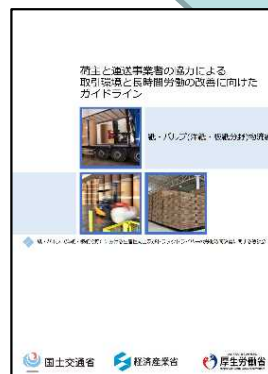 荷主と運送事業者の協力による
取引環境と長時間労働の改善に向けた
ガイドライン
紙・パルプ(洋紙・板紙分野)物流編
国土交通省
経済産業省
厚生労働省